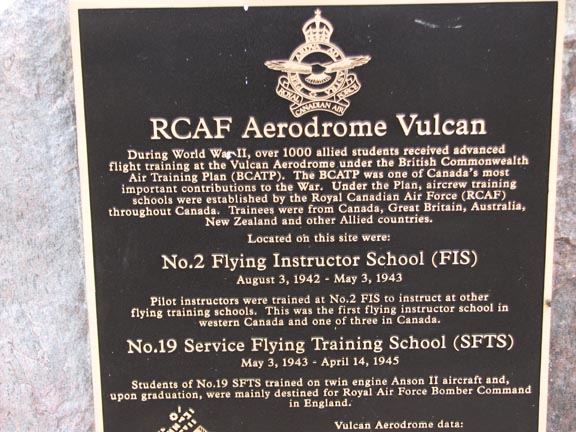 ROYAL CANADIAN AIR FORCE
RCAF Aerodrome Vulcan
During World War II, over 1000 allied students received advanced
flight training at the Vulcan Aerodrome under the British Commonwealth
Air Training Plan (BCATP). The BCATP was one of Canada's most
important contributions to the War. Under the Plan, aircrew training
schools were established by the Royal Canadian Air Force (RCAF)
throughout Canada. Trainees were from Canada, Great Britain, Australia,
New Zealand and other Allied countries.
Located on this site were:
No.2 Flying Instructor School (FIS)
August 3, 1942 - May 3, 1943
Pilot instructors were trained at No.2 FIS to instruct at other
flying training schools. This was the first flying instructor school in
western Canada and one of three in Canada.
No.19 Service Flying Training School (SFTS)
May 3, 1943 - April 14, 1945
Students of No.19 SFTS trained on twin engine Anson II aircraft and,
upon graduation, were mainly destined for Royal Air Force Bomber Command
in England.
Vulcan Aerodrome data: